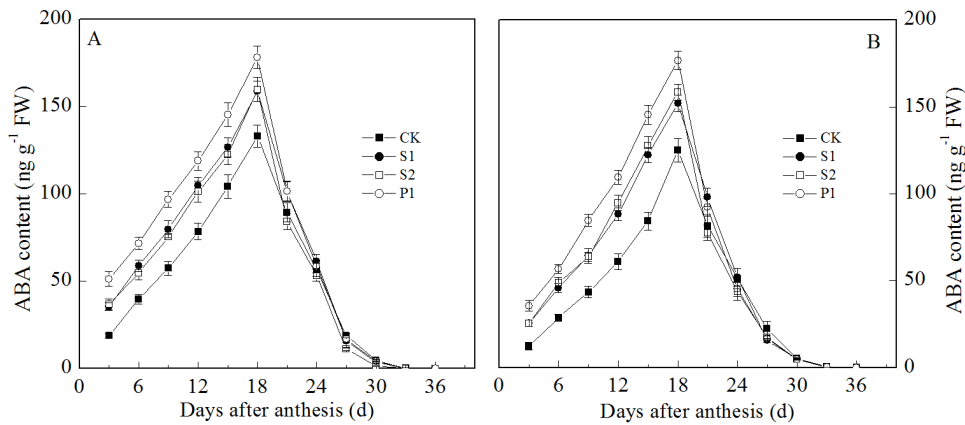 A
200
150
100
50
0
ABA content (ng g⁻¹ FW)
CK
S1
S2
P1
0 6 12 18 24 30 36
Days after anthesis (d)
B
CK
S1
S2
P1
0 6 12 18 24 30 36
Days after anthesis (d)
200
150
100
50
0
ABA content (ng g⁻¹ FW)